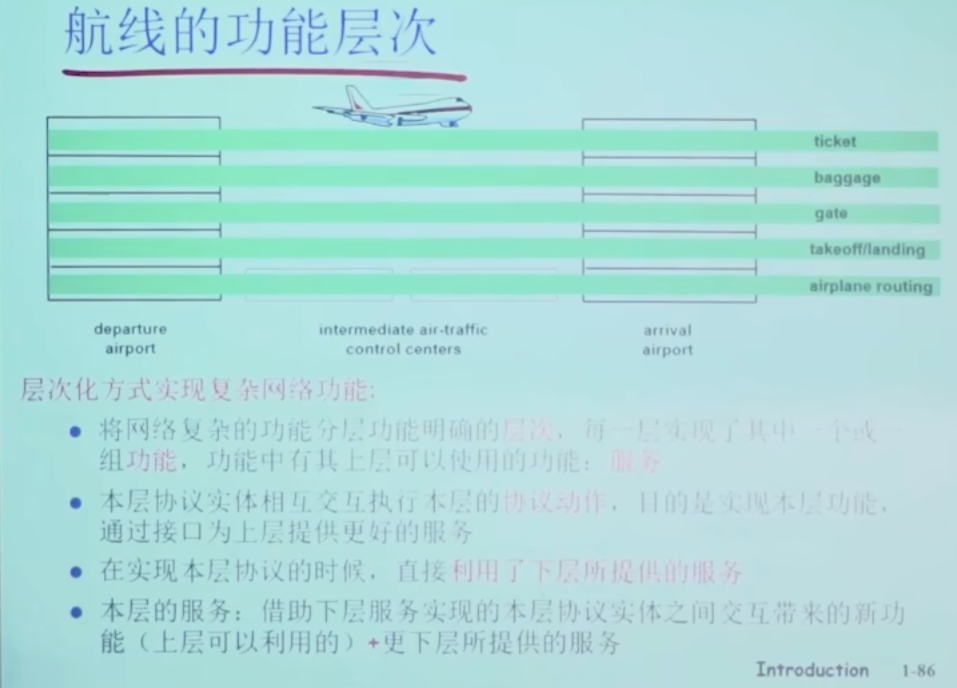 航线的功能层次
ticket
baggage
gate
takeoff/landing
airplane routing
departure
airport
intermediate air-traffic
control centers
arrival
airport
层次化方式实现复杂网络功能:
● 将网络复杂的功能分层功能明确的层次，每一层实现了其中一个或一
组功能，功能中有其上层可以使用的功能：服务
● 本层协议实体相互交互执行本层的协议动作，目的是实现本层功能，
通过接口为上层提供更好的服务
● 在实现本层协议的时候，直接利用了下层所提供的服务
● 本层的服务：借助下层服务实现的本层协议实体之间交互带来的新功
能（上层可以利用的）+更下层所提供的服务
Introduction 1-86